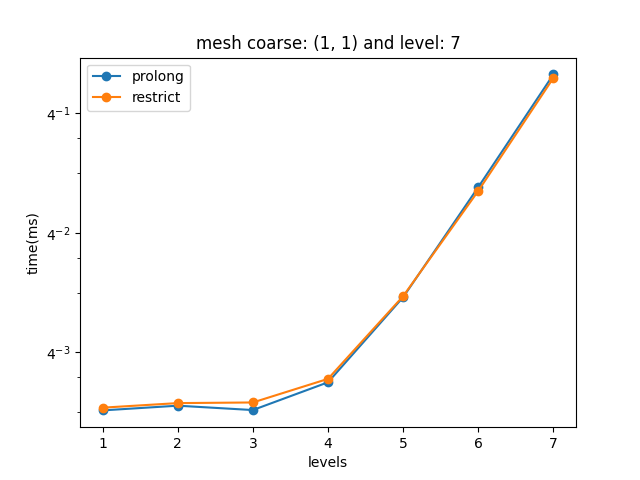 mesh coarse: (1, 1) and level: 7
prolong
restrict
4⁻¹
4⁻²
4⁻³
time(ms)
1 2 3 4 5 6 7
levels